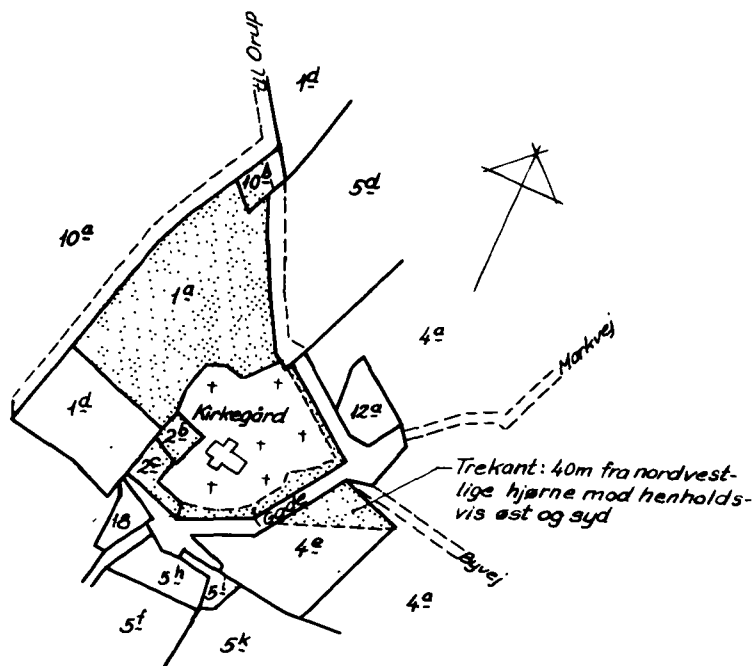 Til Orup
1d
10b
5d
10a
1a
4a
Markvej
1d
Kirkegård
12a
2b
2c
Trekant: 40m fra nordvest-
lige hjørne mod henholds-
vis øst og syd
18
Gade
4e
5h
5i
Byvej
4a
5f
5k